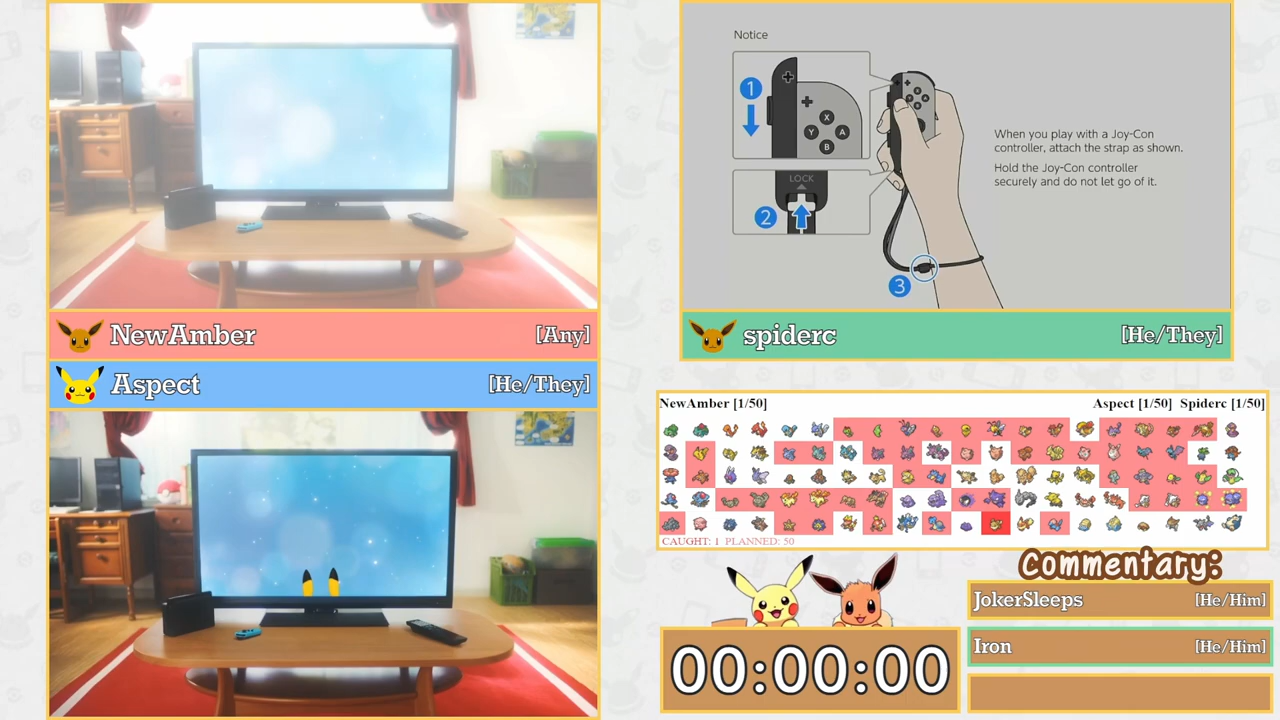 Notice
1
X
Y
A
B
LOCK
2
3
When you play with a Joy-Con
controller, attach the strap as shown.
Hold the Joy-Con controller
securely and do not let go of it.
NewAmber
[Any]
spiderc
[He/They]
Aspect
[He/They]
NewAmber [1/50]
Aspect [1/50] Spiderc [1/50]
CAUGHT: 1 PLANNED: 50
Commentary:
JokerSleeps
[He/Him]
Iron
[He/Him]
00:00:00